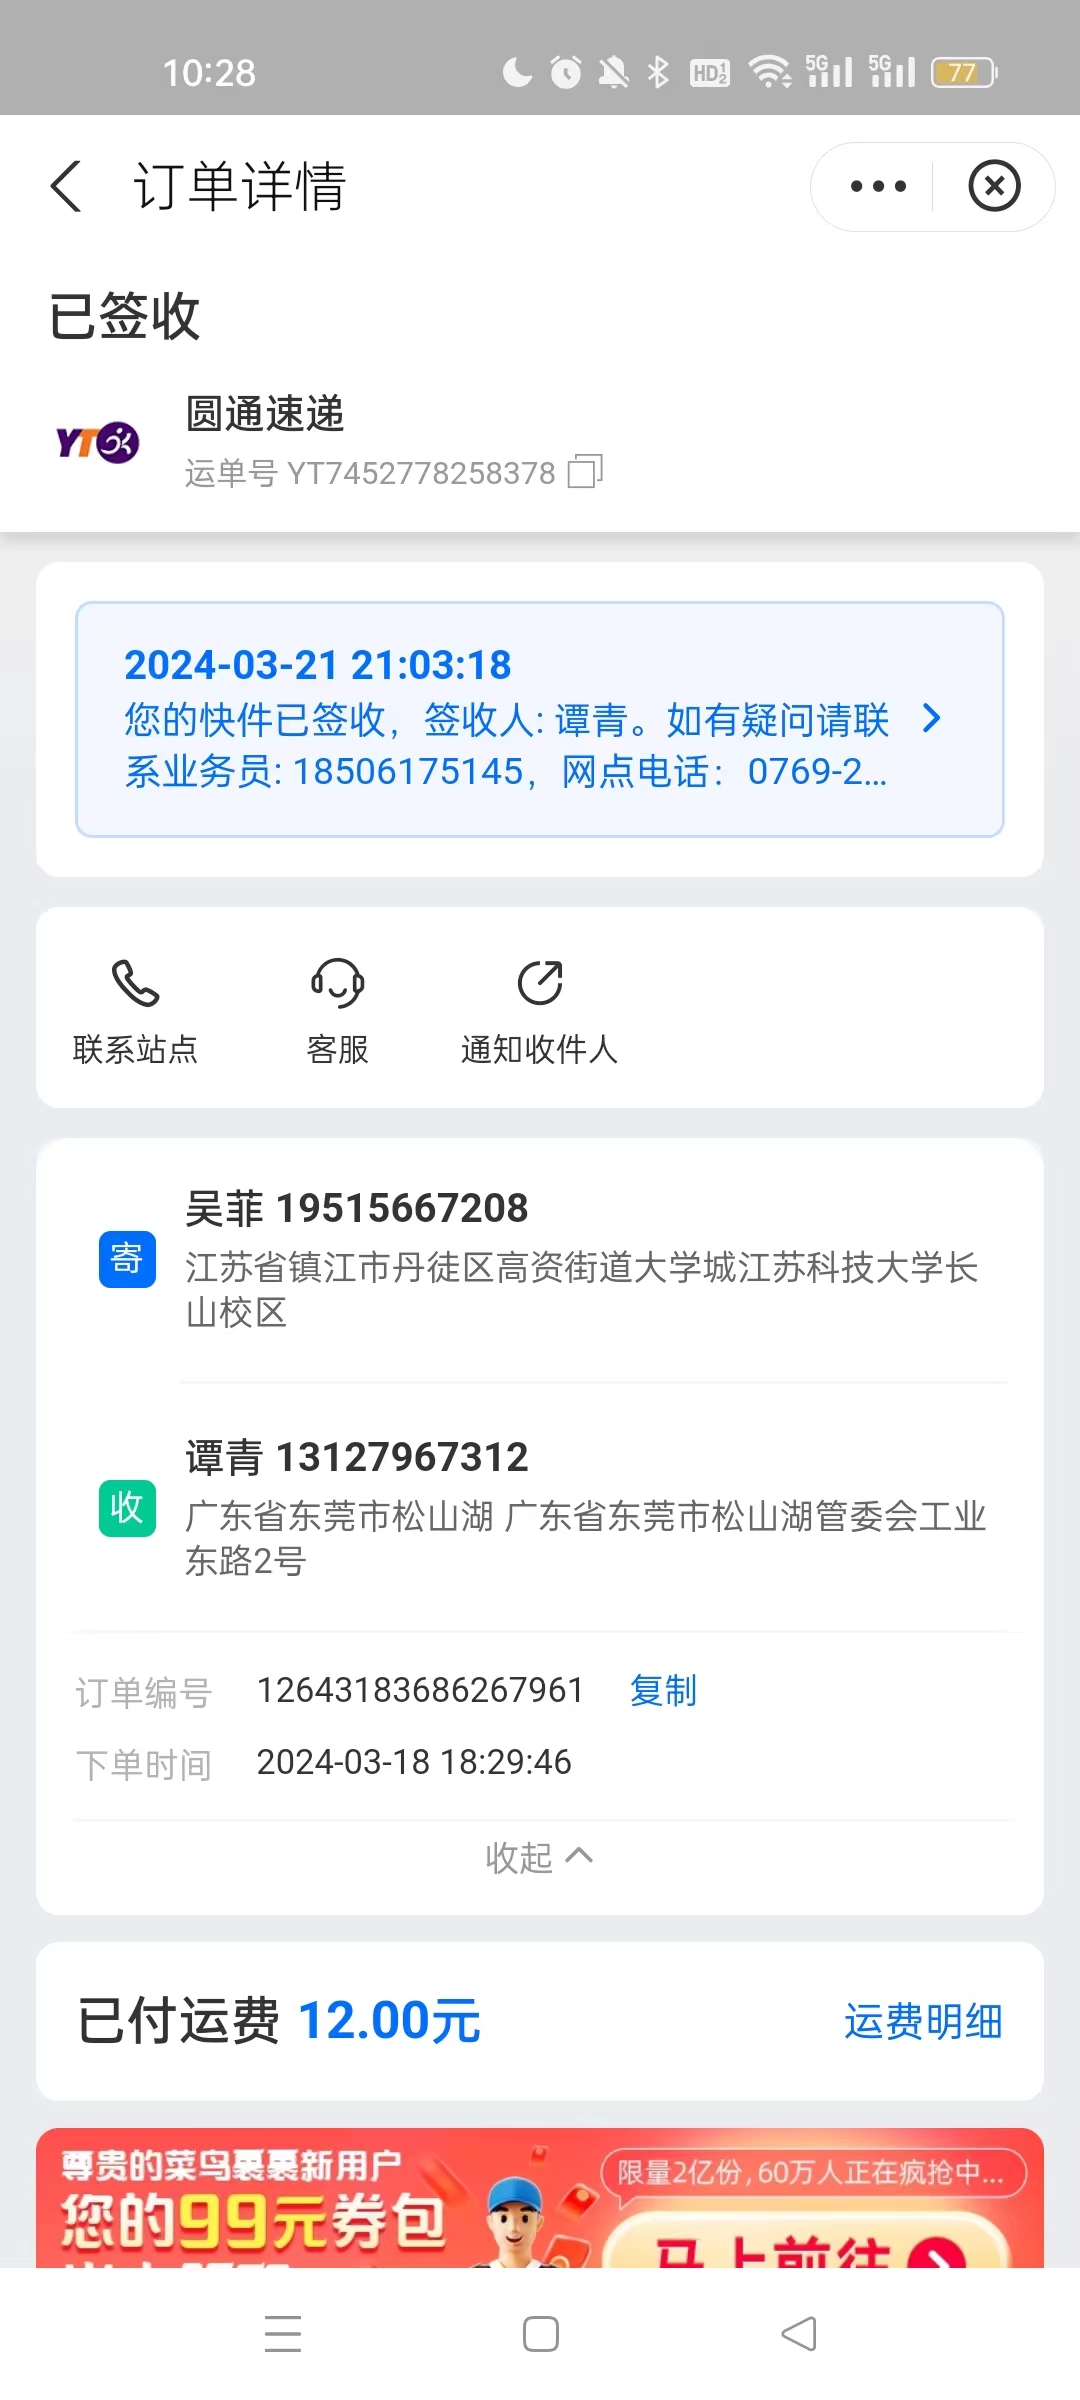 10:28
HD 1 2
5G
5G
77
订单详情
已签收
YTO
圆通速递
运单号 YT7452778258378
2024-03-21 21:03:18
您的快件已签收，签收人: 谭青。如有疑问请联
系业务员: 18506175145，网点电话：0769-2...
联系站点
客服
通知收件人
吴菲 19515667208
寄
江苏省镇江市丹徒区高资街道大学城江苏科技大学长
山校区
谭青 13127967312
收
广东省东莞市松山湖 广东省东莞市松山湖管委会工业
东路2号
订单编号 12643183686267961 复制
下单时间 2024-03-18 18:29:46
收起
已付运费 12.00元
运费明细
尊贵的菜鸟裹裹新用户
限量2亿份,60万人正在疯抢中...
您的99元券包
马上前往